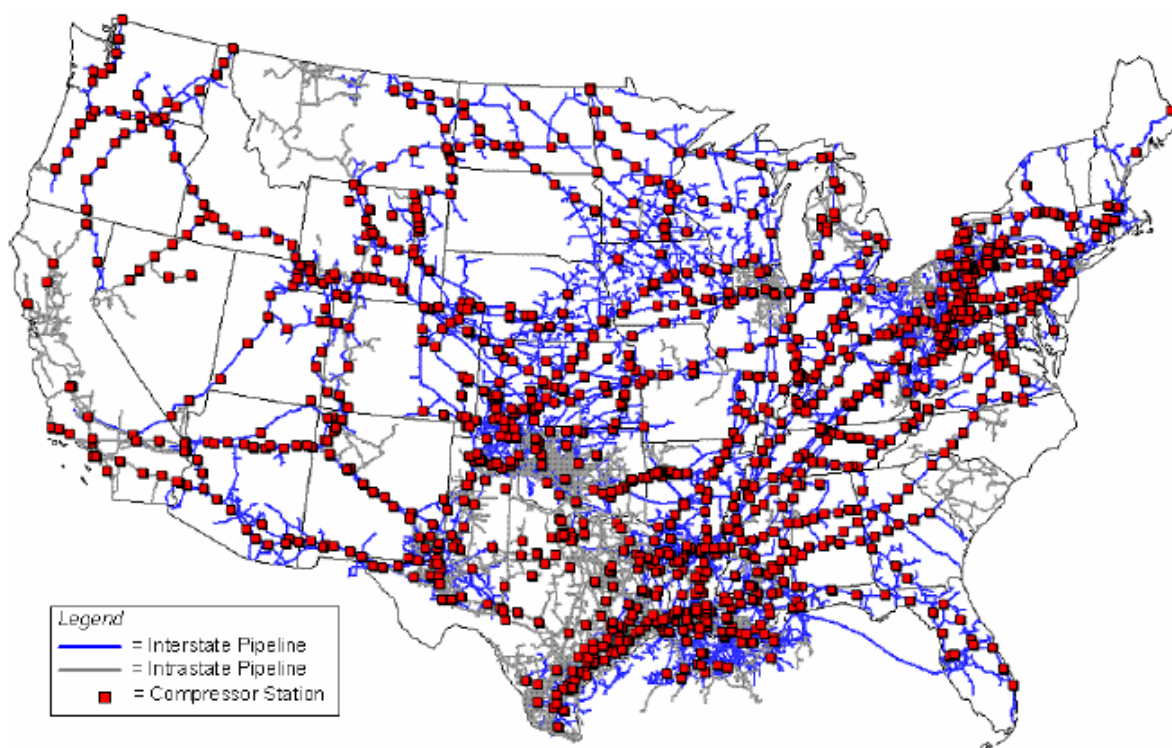 Legend
= Interstate Pipeline
= Intrastate Pipeline
= Compressor Station